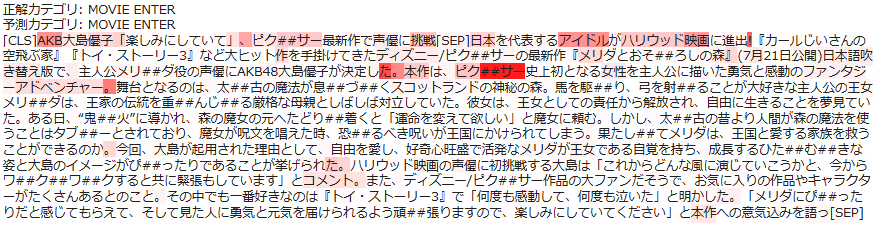 正解カテゴリ: MOVIE ENTER
予測カテゴリ: MOVIE ENTER
[CLS]AKB大島優子「楽しみにしていて」、ピク##サー最新作で声優に挑戦[SEP]日本を代表するアイドルがハリウッド映画に進出!『カールじいさんの
空飛ぶ家』『トイ・ストーリー3』など大ヒット作を手掛けてきたディズニー/ピク##サーの最新作『メリダとおそ##ろしの森』(7月21日公開)日本語吹
き替え版で、主人公メリ##ダ役の声優にAKB48大島優子が決定した。本作は、ピク##サー史上初となる女性を主人公に描いた勇気と感動のファンタジ
ーアドベンチャー。舞台となるのは、太##古の魔法が息##づ##くスコットランドの神秘の森。馬を駆##り、弓を射##ることが大好きな主人公の王女
メリ##ダは、王家の伝統を重##んじ##る厳格な母親としばしば対立していた。彼女は、王女としての責任から解放され、自由に生きることを夢見てい
た。ある日、“鬼##火”に導かれ、森の魔女の元へたどり##着くと「運命を変えて欲しい」と魔女に頼む。しかし、太##古の昔より人間が森の魔法を使
うことはタブ##ーとされており、魔女が呪文を唱えた時、恐##るべき呪いが王国にかけられてしまう。果たし##てメリダは、王国と愛する家族を救う
ことができるのか。今回、大島が起用された理由として、自由を愛し、好奇心旺盛で活発なメリダが王女である自覚を持ち、成長するひた##む##きな
姿と大島のイメージがぴ##ったりであることが挙げられた。ハリウッド映画の声優に初挑戦する大島は「これからどんな風に演じていこうかと、今から
ワ##ク##ワ##クすると共に緊張もしています」とコメント。また、ディズニー/ピク##サー作品の大ファンだそうで、お気に入りの作品やキャラクタ
ーがたくさんあるとのこと。その中でも一番好きなのは『トイ・ストーリー3』で「何度も感動して、何度も泣いた」と明かした。「メリダにぴ##った
りだと感じてもらえて、そして見た人に勇気と元気を届けられるよう頑##張りますので、楽しみにしていてください」と本作への意気込みを語っ[SEP]